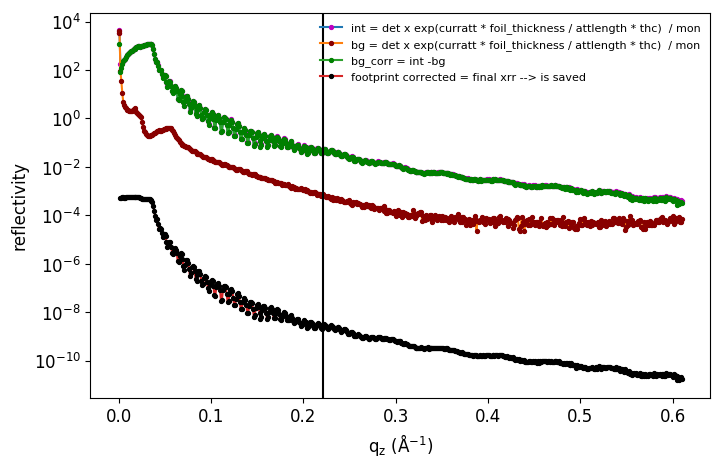 int = det x exp(curratt * foil_thickness / attlength * thc)  / mon
bg = det x exp(curratt * foil_thickness / attlength * thc)  / mon
bg_corr = int -bg
footprint corrected = final xrr --> is saved
reflectivity
10⁴
10²
10⁰
10⁻²
10⁻⁴
10⁻⁶
10⁻⁸
10⁻¹⁰
0.0 0.1 0.2 0.3 0.4 0.5 0.6
q_z (Å⁻¹)